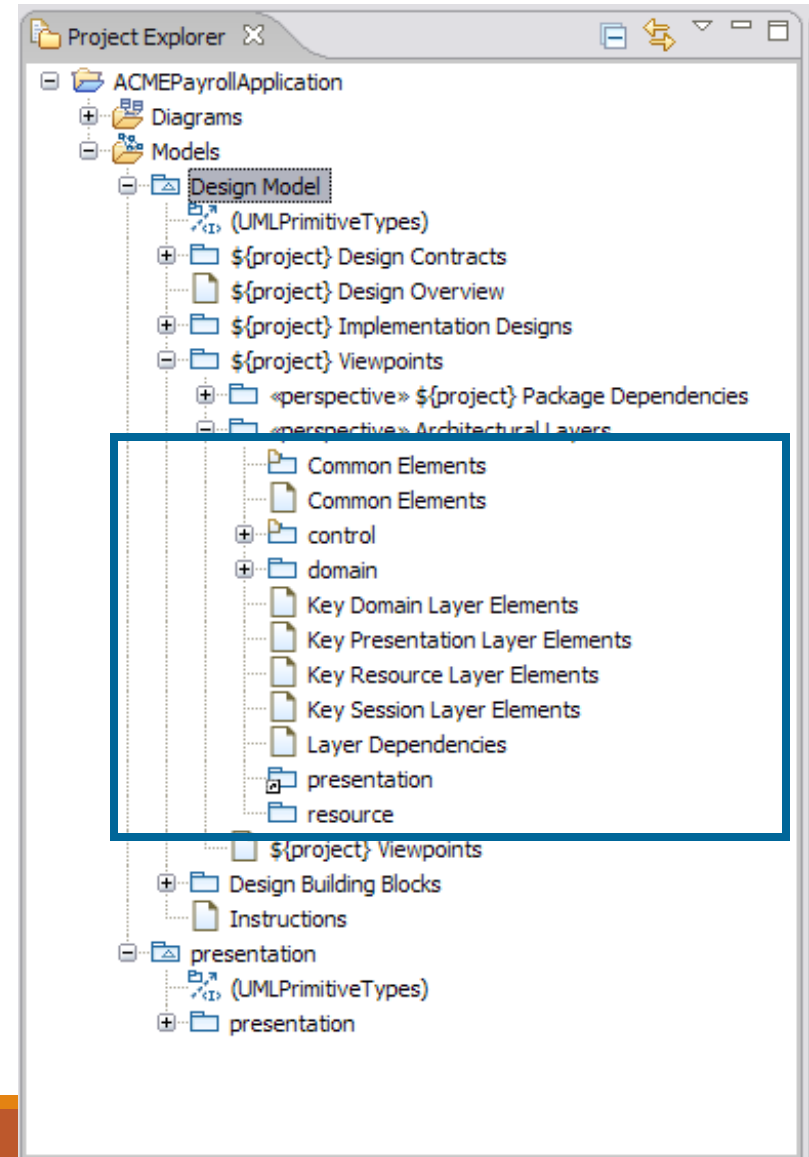 Project Explorer
ACMEPayrollApplication
Diagrams
Models
Design Model
(UMLPrimitiveTypes)
${project} Design Contracts
${project} Design Overview
${project} Implementation Designs
${project} Viewpoints
«perspective» ${project} Package Dependencies
«perspective» Architectural Layers
Common Elements
Common Elements
control
domain
Key Domain Layer Elements
Key Presentation Layer Elements
Key Resource Layer Elements
Key Session Layer Elements
Layer Dependencies
presentation
resource
${project} Viewpoints
Design Building Blocks
Instructions
presentation
(UMLPrimitiveTypes)
presentation